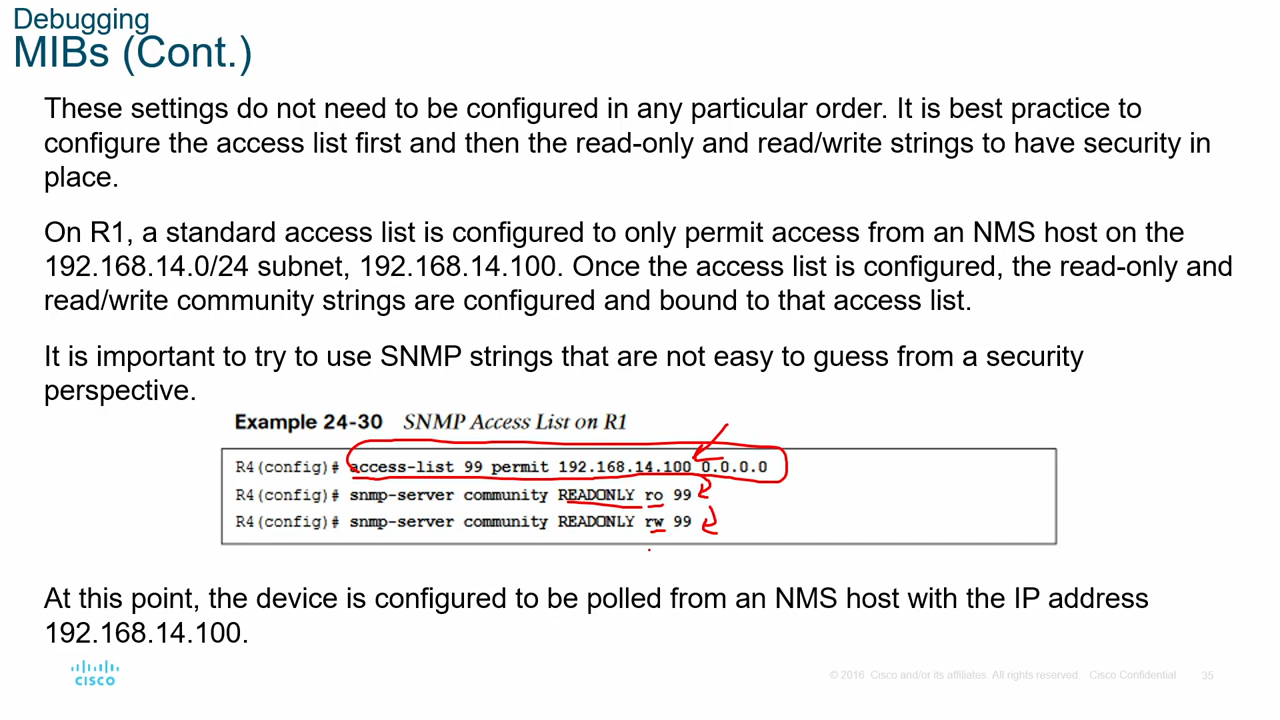 Debugging
MIBs (Cont.)
These settings do not need to be configured in any particular order. It is best practice to
configure the access list first and then the read-only and read/write strings to have security in
place.
On R1, a standard access list is configured to only permit access from an NMS host on the
192.168.14.0/24 subnet, 192.168.14.100. Once the access list is configured, the read-only and
read/write community strings are configured and bound to that access list.
It is important to try to use SNMP strings that are not easy to guess from a security
perspective.
Example 24-30 SNMP Access List on R1
R4(config)# access-list 99 permit 192.168.14.100 0.0.0.0
R4(config)# snmp-server community READONLY ro 99
R4(config)# snmp-server community READONLY rw 99
At this point, the device is configured to be polled from an NMS host with the IP address
192.168.14.100.
CISCO
© 2016 Cisco and/or its affiliates. All rights reserved. Cisco Confidential 35